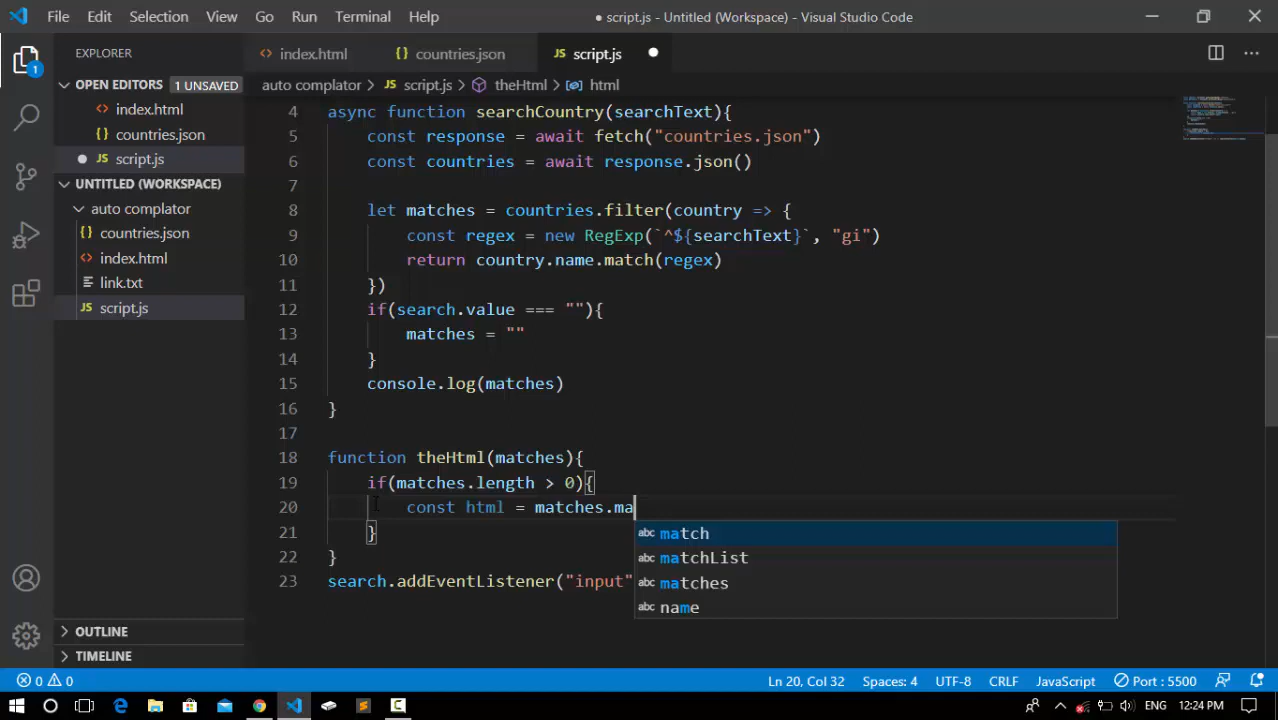 File Edit Selection View Go Run Terminal Help ● script.js - Untitled (Workspace) - Visual Studio Code
EXPLORER
OPEN EDITORS 1 UNSAVED
<> index.html
{} countries.json
● JS script.js
UNTITLED (WORKSPACE)
auto complator
{} countries.json
<> index.html
link.txt
JS script.js
OUTLINE
TIMELINE
1
<> index.html {} countries.json JS script.js ●
auto complator > JS script.js > theHtml > html
4 async function searchCountry(searchText){
5 const response = await fetch("countries.json")
6 const countries = await response.json()
7
8 let matches = countries.filter(country => {
9 const regex = new RegExp(`^${searchText}`, "gi")
10 return country.name.match(regex)
11 })
12 if(search.value === ""){
13 matches = ""
14 }
15 console.log(matches)
16 }
17
18 function theHtml(matches){
19 if(matches.length > 0){
20 const html = matches.ma
21 }
22 }
23 search.addEventListener("input"
abc match
abc matchList
abc matches
abc name
0 0 Ln 20, Col 32 Spaces: 4 UTF-8 CRLF JavaScript Port : 5500
ENG 12:24 PM